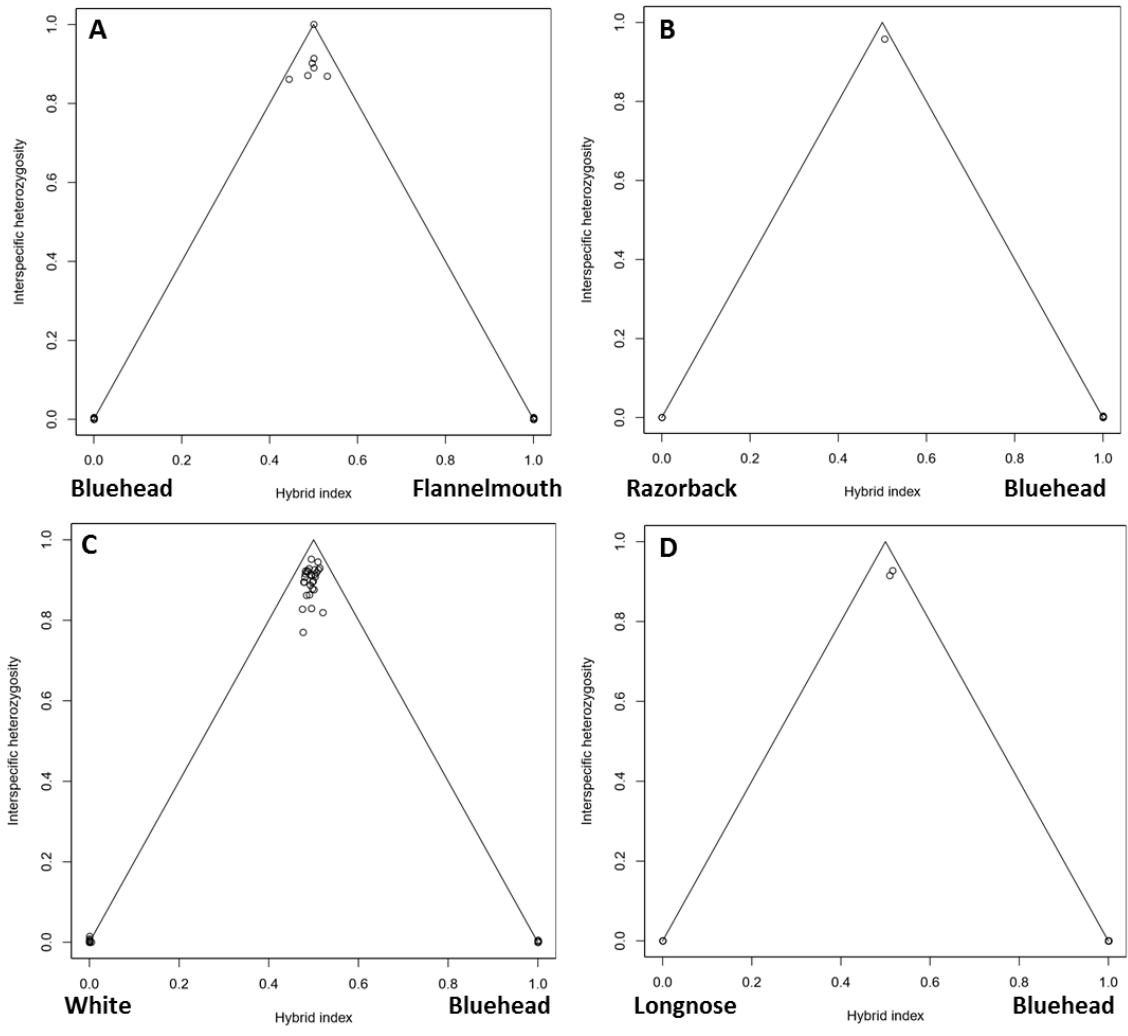 A
Interspecific heterozygosity
1.0
0.8
0.6
0.4
0.2
0.0
0.0 0.2 0.4 0.6 0.8 1.0
Bluehead Hybrid index Flannelmouth
B
Interspecific heterozygosity
1.0
0.8
0.6
0.4
0.2
0.0
0.0 0.2 0.4 0.6 0.8 1.0
Razorback Hybrid index Bluehead
C
Interspecific heterozygosity
1.0
0.8
0.6
0.4
0.2
0.0
0.0 0.2 0.4 0.6 0.8 1.0
White Hybrid index Bluehead
D
Interspecific heterozygosity
1.0
0.8
0.6
0.4
0.2
0.0
0.0 0.2 0.4 0.6 0.8 1.0
Longnose Hybrid index Bluehead